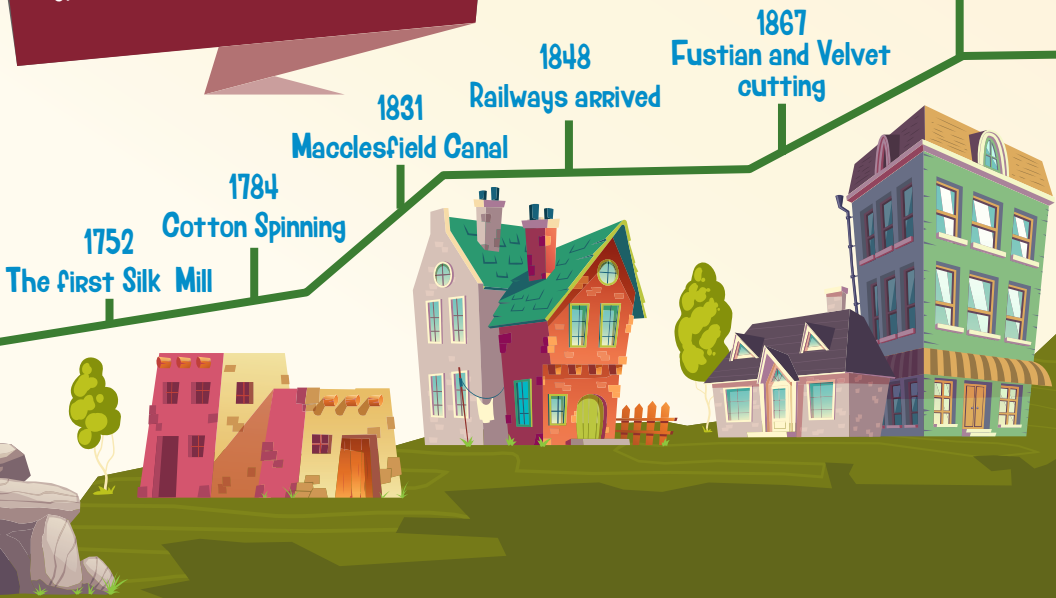 1752
The first Silk Mill
1784
Cotton Spinning
1831
Macclesfield Canal
1848
Railways arrived
1867
Fustian and Velvet
cutting